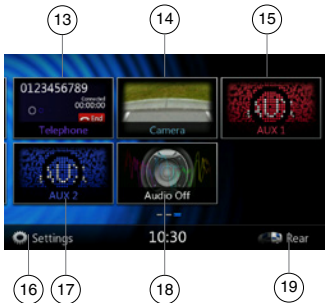 13 14 15
0123456789
Connected
00:00:00
End
Telephone Camera AUX 1
AUX 2 Audio Off
Settings 10:30 Rear
16 17 18 19